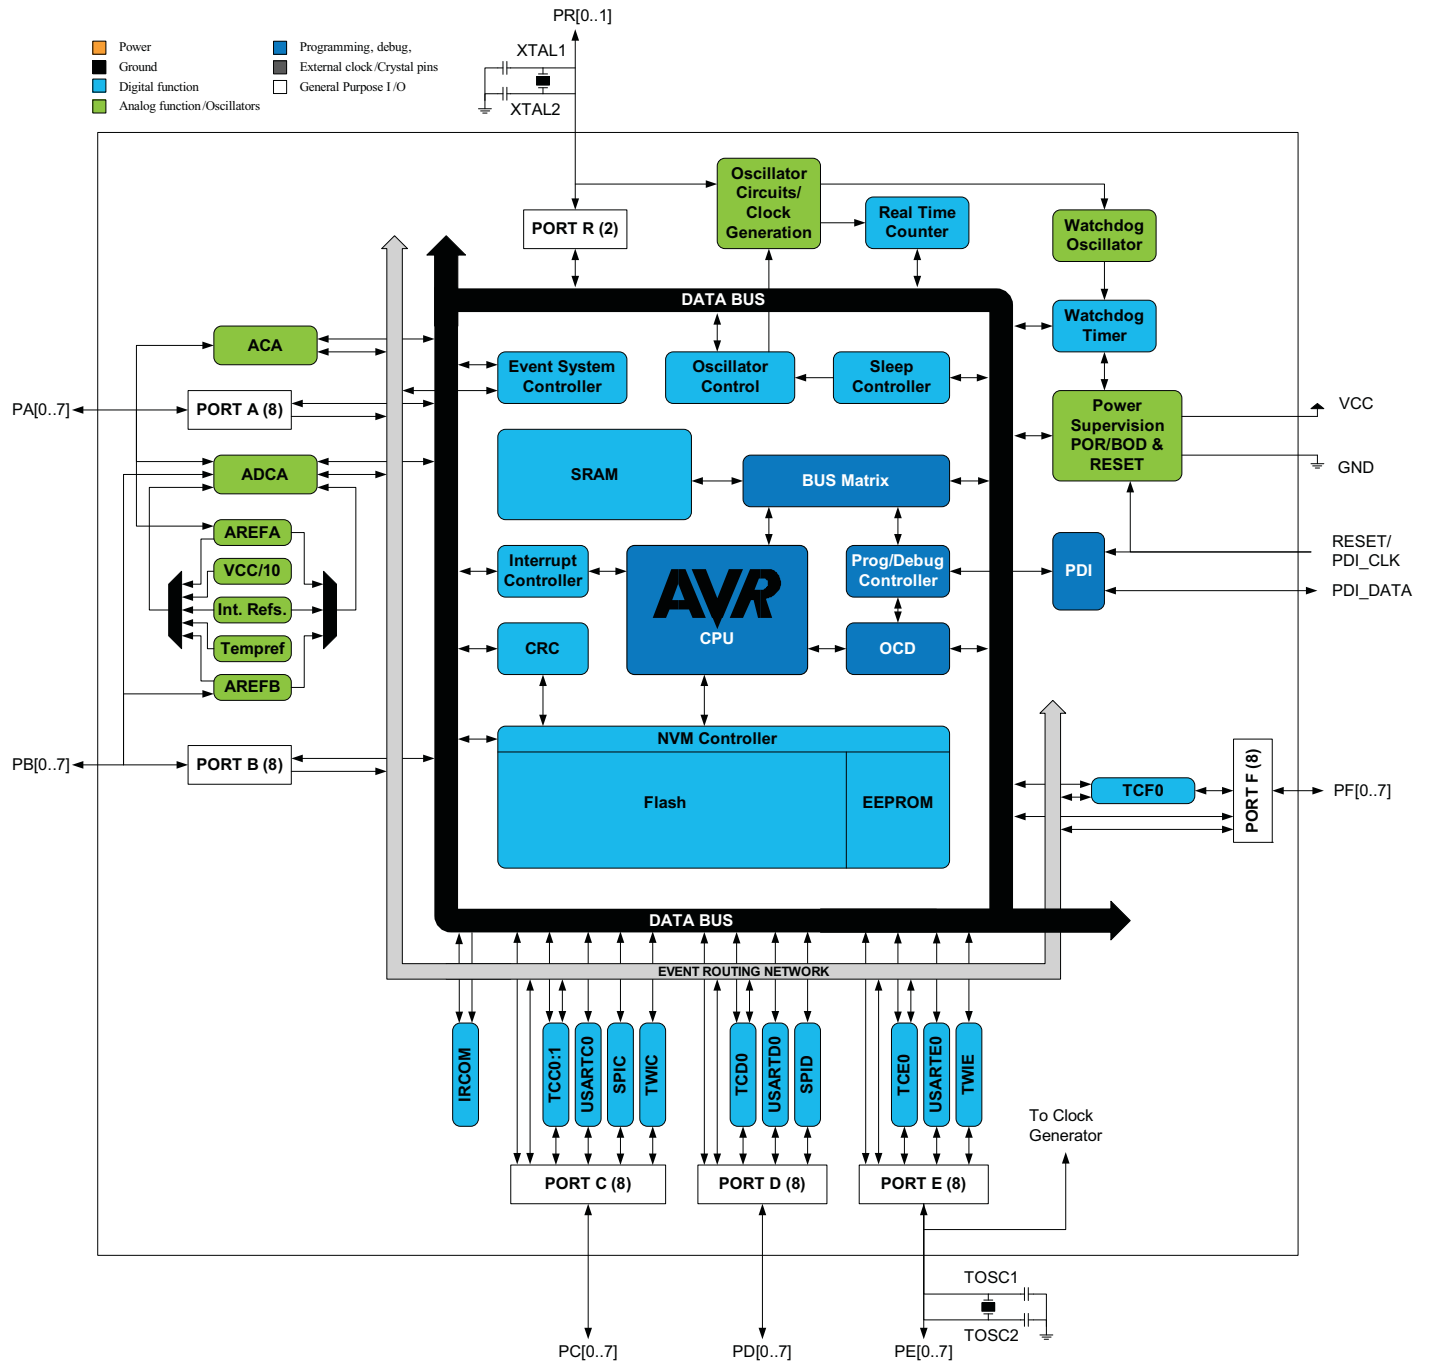 PR[0..1]
Power
Ground
Digital function
Analog function/Oscillators
Programming, debug,
External clock/Crystal pins
General Purpose I/O
XTAL1
XTAL2
Oscillator
Circuits/
Clock
Generation
PORT R (2)
Real Time
Counter
Watchdog
Oscillator
DATA BUS
Watchdog
Timer
ACA
Event System
Controller
Oscillator
Control
Sleep
Controller
PA[0..7]
PORT A (8)
Power
Supervision
POR/BOD &
RESET
VCC
GND
ADCA
SRAM
BUS Matrix
AREFA
VCC/10
Int. Refs.
Tempref
AREFB
Interrupt
Controller
AVR
CPU
Prog/Debug
Controller
PDI
RESET/
PDI_CLK
PDI_DATA
CRC
OCD
NVM Controller
Flash
EEPROM
PB[0..7]
PORT B (8)
TCF0
PORT F (8)
PF[0..7]
DATA BUS
EVENT ROUTING NETWORK
IRCOM
TCC0:1
USARTC0
SPIC
TWIC
TCD0
USARTD0
SPID
TCE0
USARTE0
TWIE
To Clock
Generator
PORT C (8)
PORT D (8)
PORT E (8)
TOSC1
TOSC2
PC[0..7]
PD[0..7]
PE[0..7]